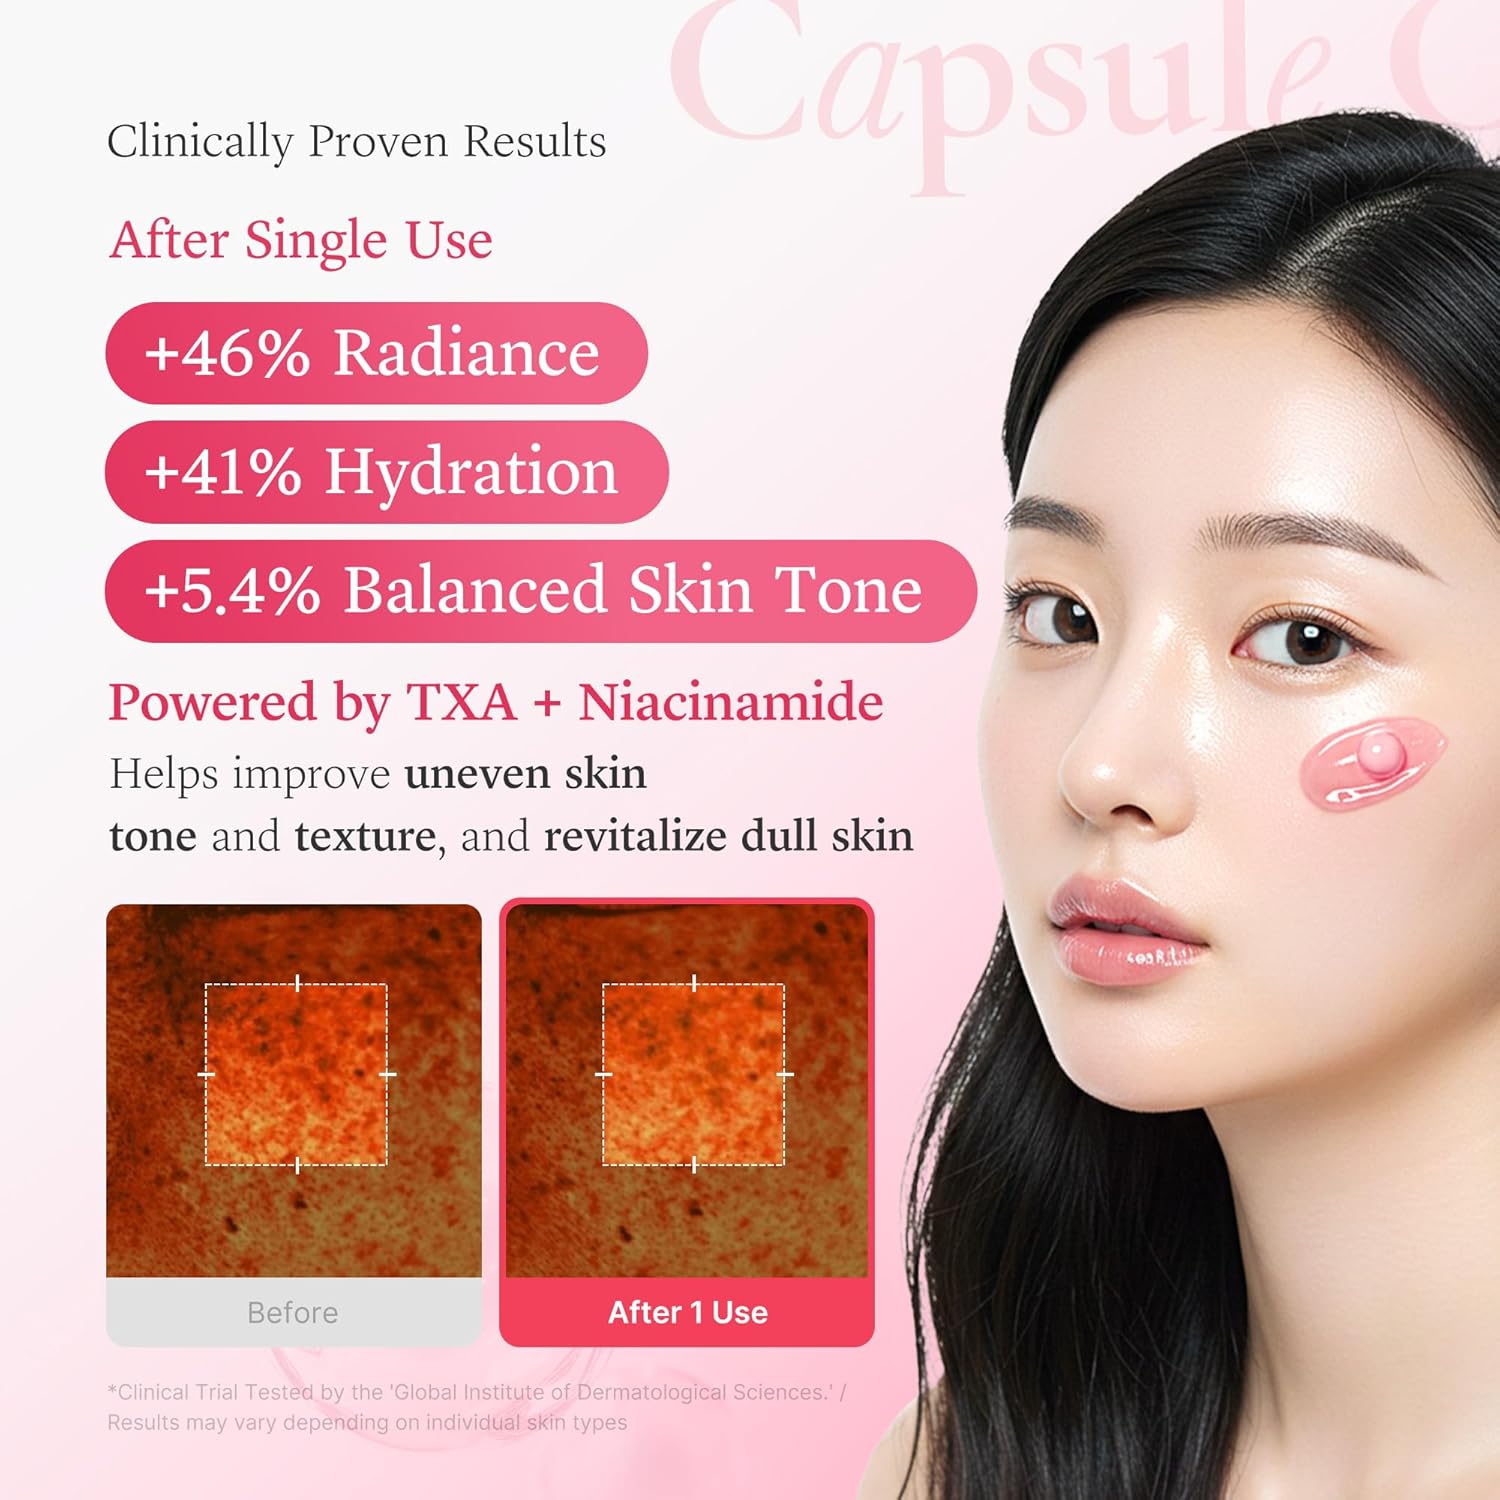 Capsule C
Clinically Proven Results
After Single Use
+46% Radiance
+41% Hydration
+5.4% Balanced Skin Tone
Powered by TXA + Niacinamide
Helps improve uneven skin
tone and texture, and revitalize dull skin
Before
After 1 Use
*Clinical Trial Tested by the 'Global Institute of Dermatological Sciences.' /
Results may vary depending on individual skin types